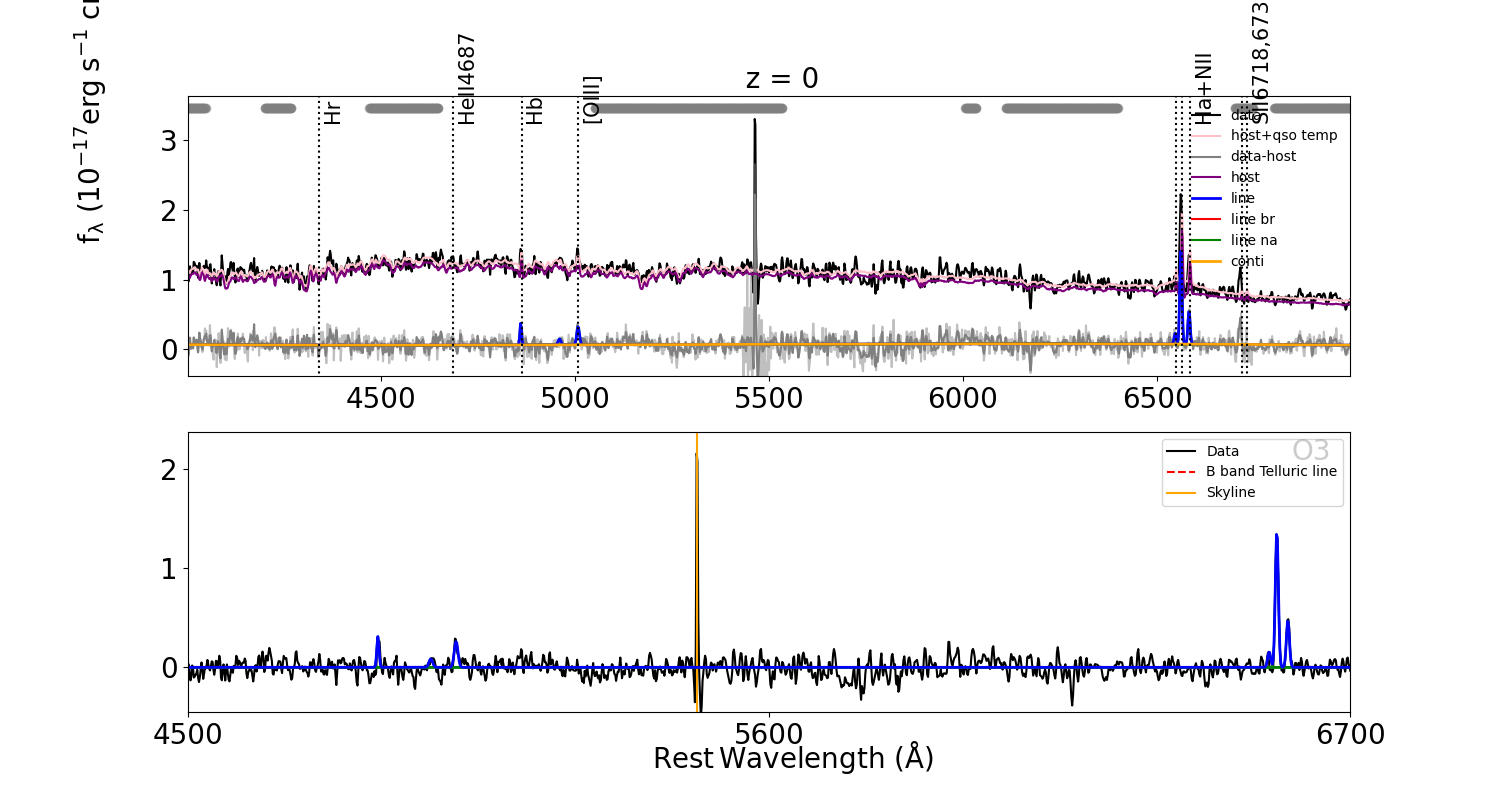 z = 0
f_λ (10⁻¹⁷erg s⁻¹
Hr
HeII4687
Hb
[OIII]
Ha+NII
SII6718,673
data
host+qso temp
data-host
host
line
line br
line na
conti
3
2
1
0
4500 5000 5500 6000 6500
O3
Data
B band Telluric line
Skyline
2
1
0
4500 5600 6700
Rest Wavelength (Å)